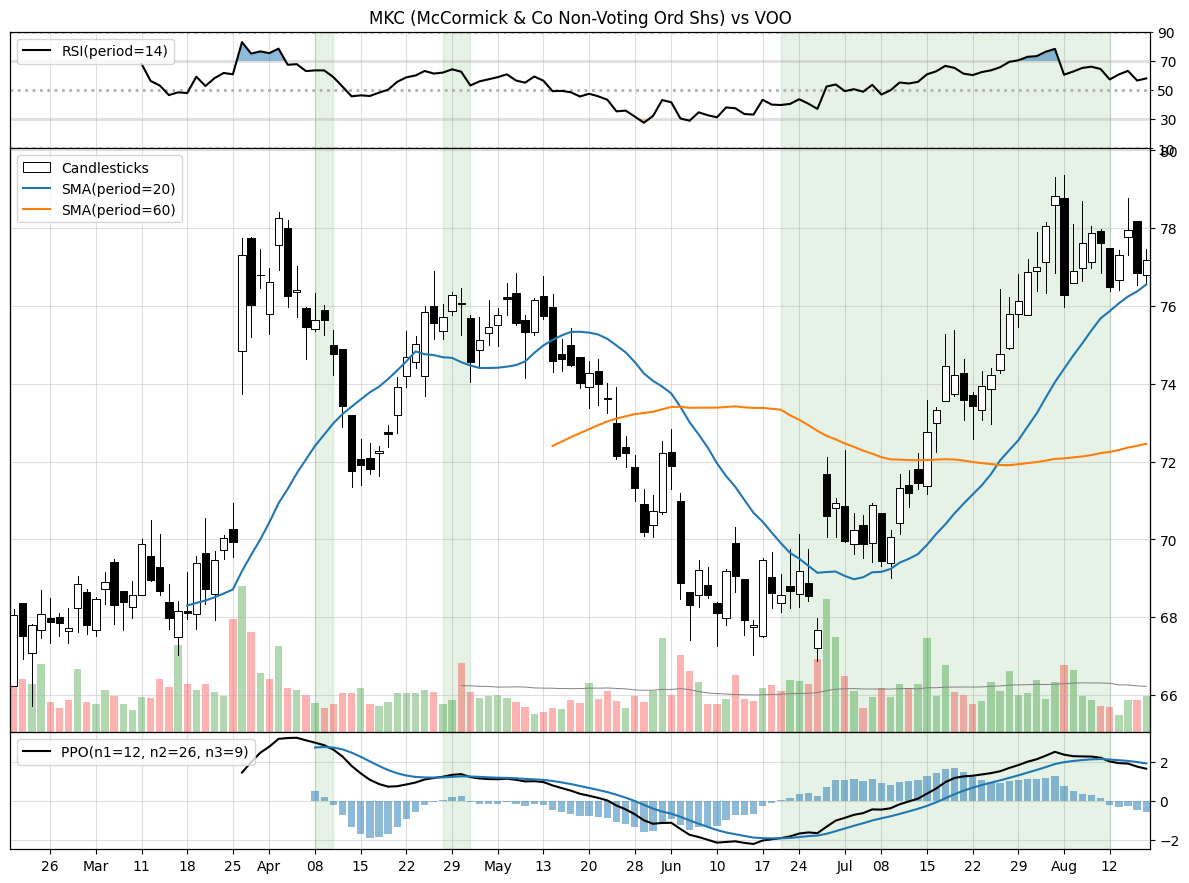 MKC (McCormick & Co Non-Voting Ord Shs) vs VOO
RSI(period=14)
90
70
50
30
10
Candlesticks
SMA(period=20)
SMA(period=60)
80
78
76
74
72
70
68
66
PPO(n1=12, n2=26, n3=9)
2
0
−2
26 Mar 11 18 25 Apr 08 15 22 29 May 13 20 28 Jun 10 17 24 Jul 08 15 22 29 Aug 12